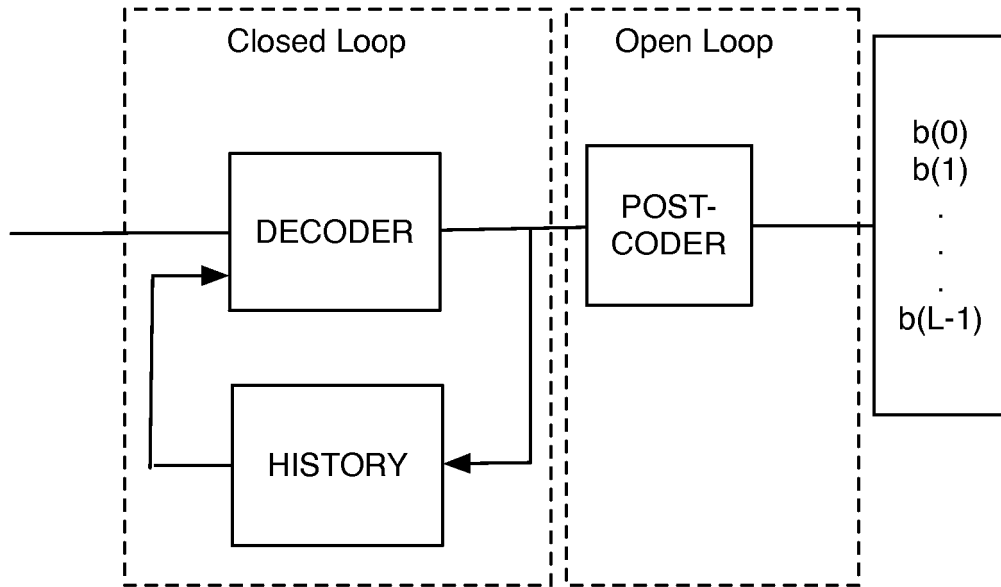 Closed Loop
Open Loop
DECODER
HISTORY
POST-
CODER
b(0)
b(1)
.
.
.
b(L-1)